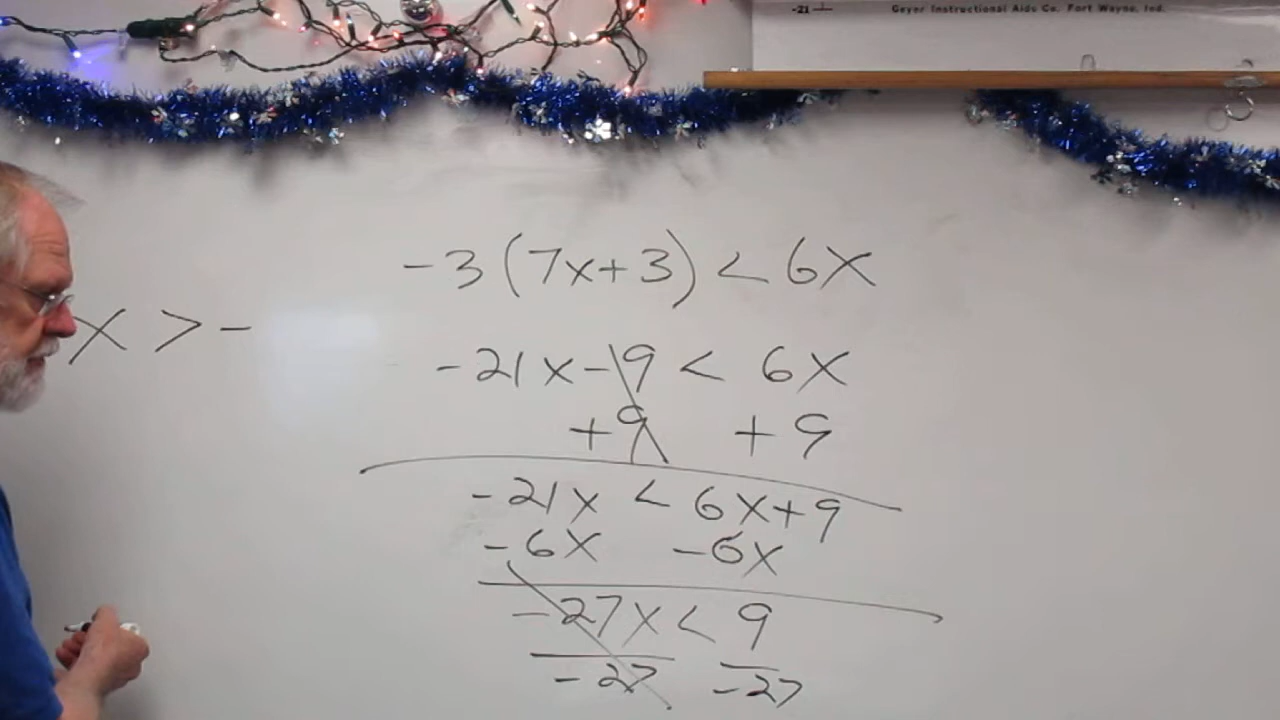 -21
Geyer Instructional Aids Co. Fort Wayne, Ind.
-3(7x+3) < 6x
x > -
-21x-9 < 6x
+9 +9
-21x < 6x+9
-6x -6x
-27x < 9
-27 -27